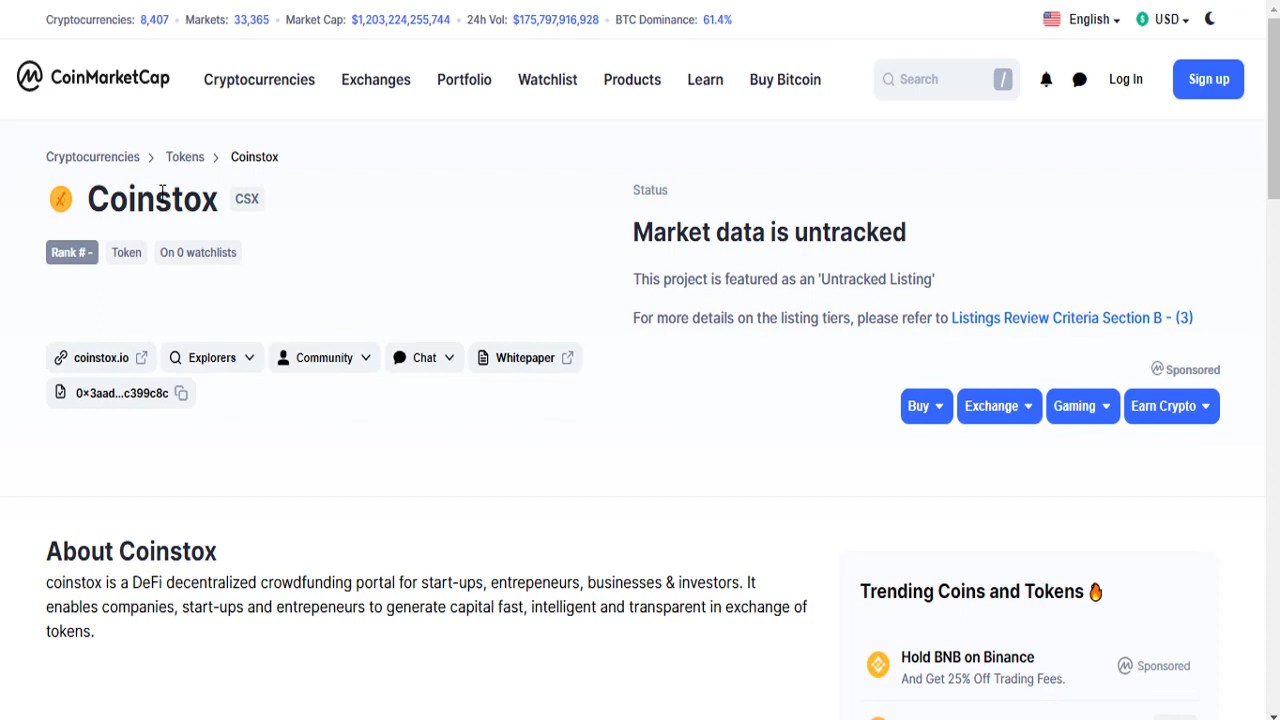 Cryptocurrencies: 8,407 Markets: 33,365 Market Cap: $1,203,224,255,744 24h Vol: $175,797,916,928 BTC Dominance: 61.4% English USD
CoinMarketCap Cryptocurrencies Exchanges Portfolio Watchlist Products Learn Buy Bitcoin Search / Log In Sign up
Cryptocurrencies > Tokens > Coinstox
Coinstox CSX
Rank # - Token On 0 watchlists
Status
Market data is untracked
This project is featured as an 'Untracked Listing'
For more details on the listing tiers, please refer to Listings Review Criteria Section B - (3)
coinstox.io Explorers Community Chat Whitepaper
0×3aad...c399c8c
Sponsored
Buy Exchange Gaming Earn Crypto
About Coinstox
coinstox is a DeFi decentralized crowdfunding portal for start-ups, entrepeneurs, businesses & investors. It
enables companies, start-ups and entrepeneurs to generate capital fast, intelligent and transparent in exchange of
tokens.
Trending Coins and Tokens 🔥
Hold BNB on Binance
And Get 25% Off Trading Fees.
Sponsored